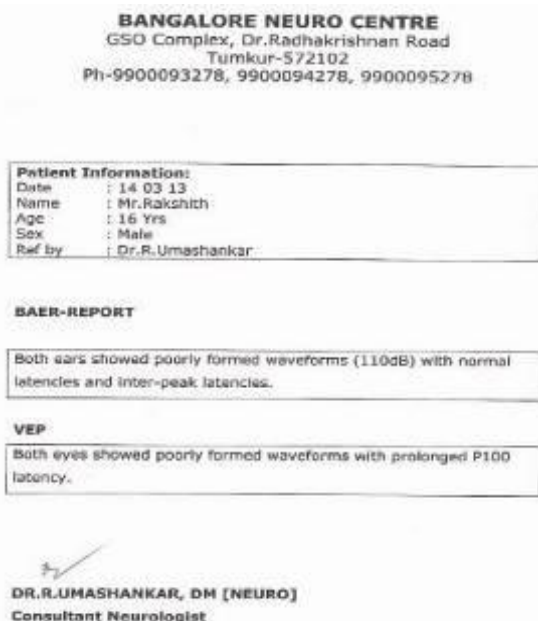 BANGALORE NEURO CENTRE
GSO Complex, Dr.Radhakrishnan Road
Tumkur-572102
Ph-9900093278, 9900094278, 9900095278
Patient Information:
Date : 14 03 13
Name : Mr.Rakshith
Age : 16 Yrs
Sex : Male
Ref by : Dr.R.Umashankar
BAER-REPORT
Both ears showed poorly formed waveforms (110dB) with normal
latencies and inter-peak latencies.
VEP
Both eyes showed poorly formed waveforms with prolonged P100
latency.
DR.R.UMASHANKAR, DM [NEURO]
Consultant Neurologist